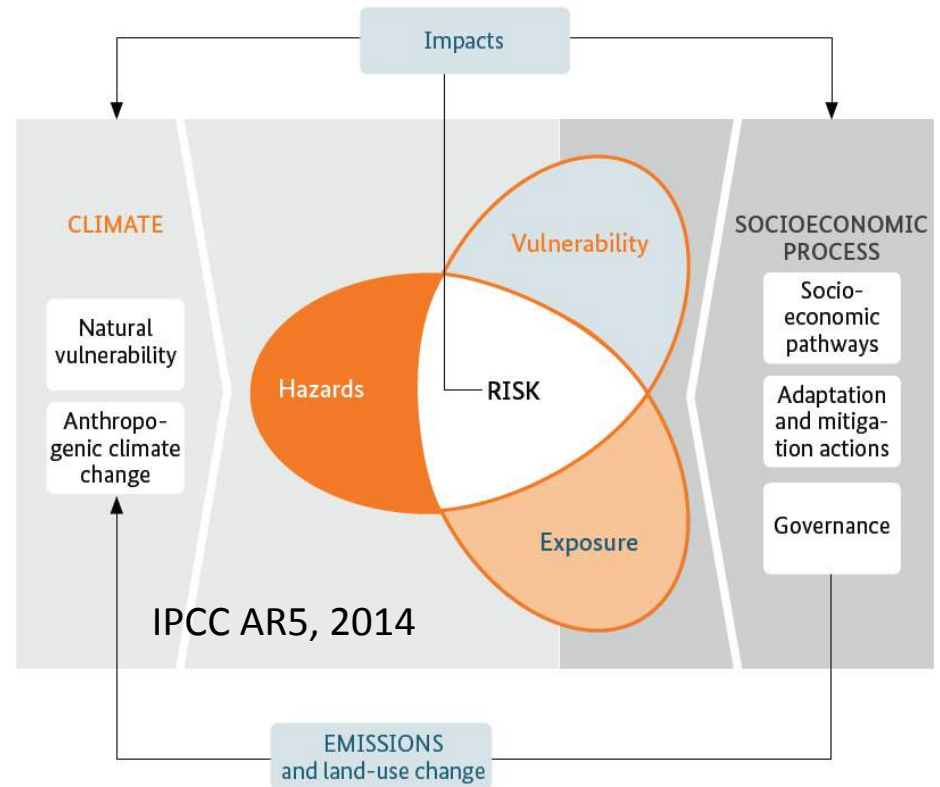 Impacts
CLIMATE
Natural
vulnerability
Anthropo-
genic climate
change
Hazards
Vulnerability
RISK
Exposure
SOCIOECONOMIC
PROCESS
Socio-
economic
pathways
Adaptation
and mitiga-
tion actions
Governance
IPCC AR5, 2014
EMISSIONS
and land-use change